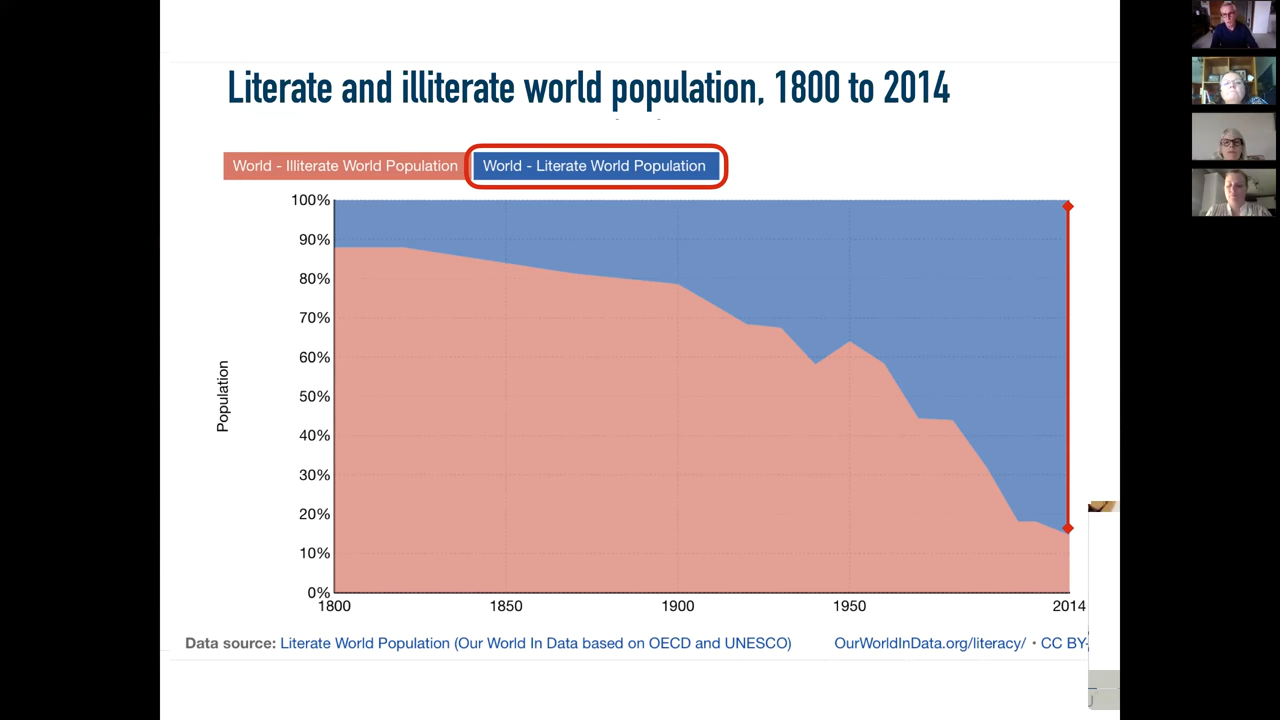 Literate and illiterate world population, 1800 to 2014
World - Illiterate World Population
World - Literate World Population
100%
90%
80%
70%
60%
50%
40%
30%
20%
10%
0%
Population
1800 1850 1900 1950 2014
Data source: Literate World Population (Our World In Data based on OECD and UNESCO) OurWorldInData.org/literacy/ • CC BY-